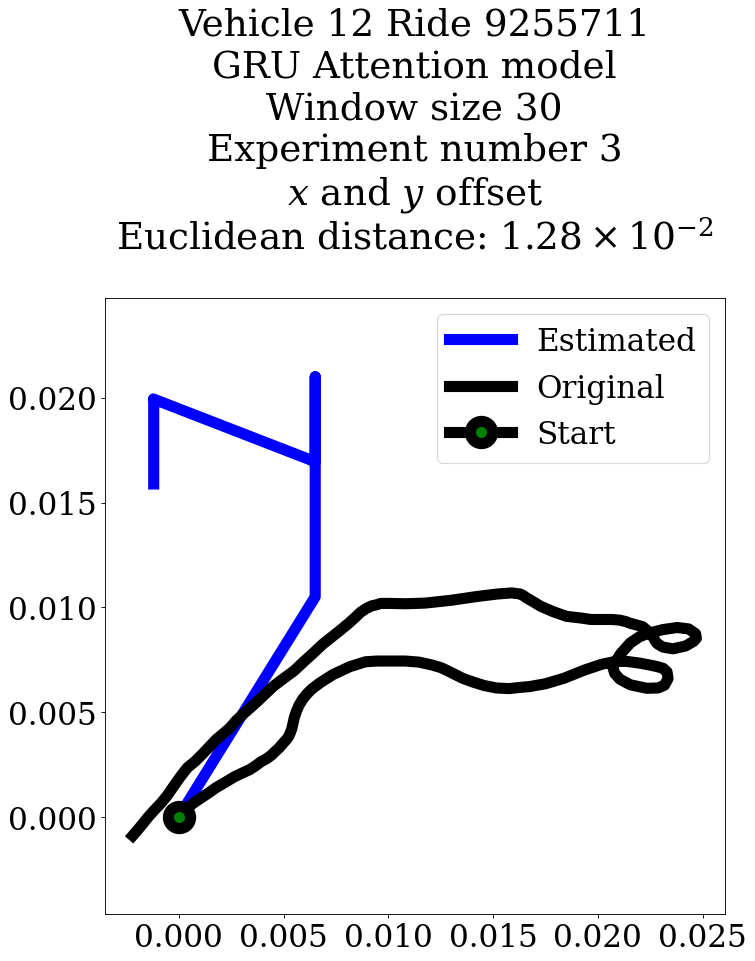 Vehicle 12 Ride 9255711
GRU Attention model
Window size 30
Experiment number 3
x and y offset
Euclidean distance: 1.28 × 10⁻²
Estimated
Original
Start
0.020
0.015
0.010
0.005
0.000
0.000 0.005 0.010 0.015 0.020 0.025